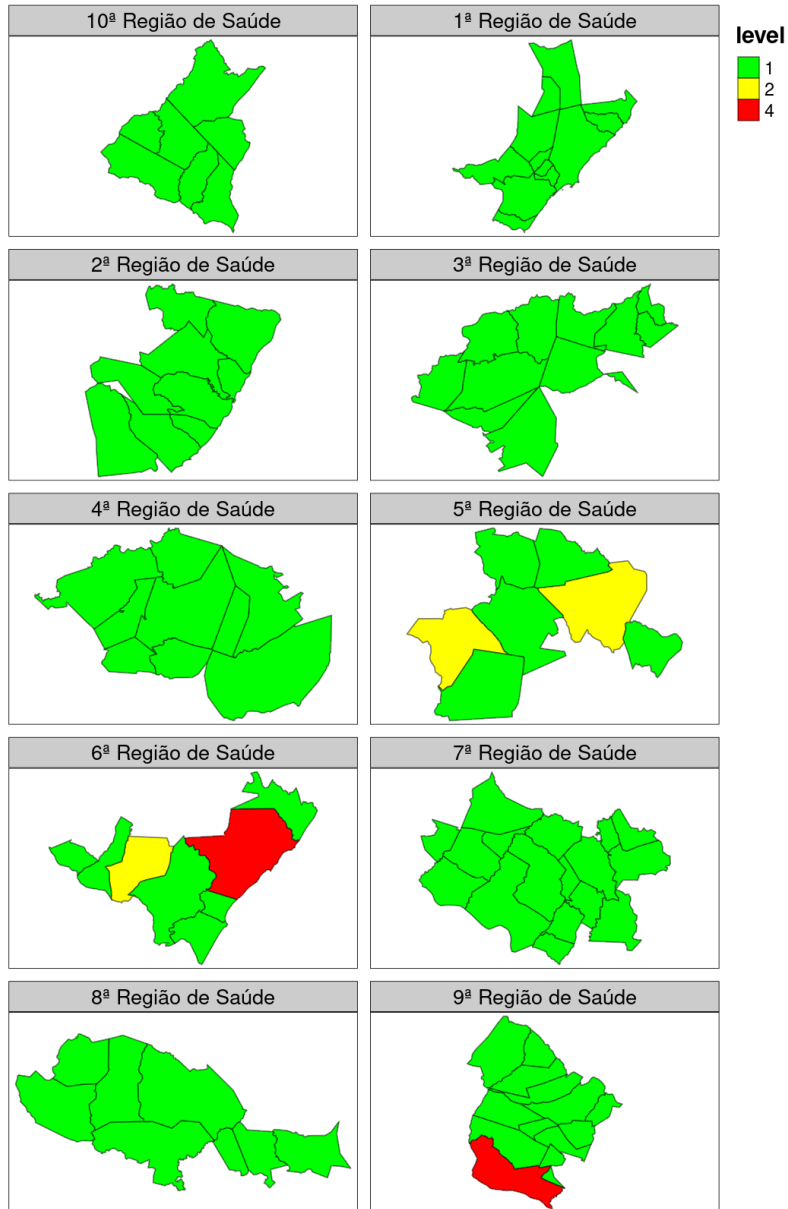 10ª Região de Saúde
1ª Região de Saúde
level
1
2
4
2ª Região de Saúde
3ª Região de Saúde
4ª Região de Saúde
5ª Região de Saúde
6ª Região de Saúde
7ª Região de Saúde
8ª Região de Saúde
9ª Região de Saúde